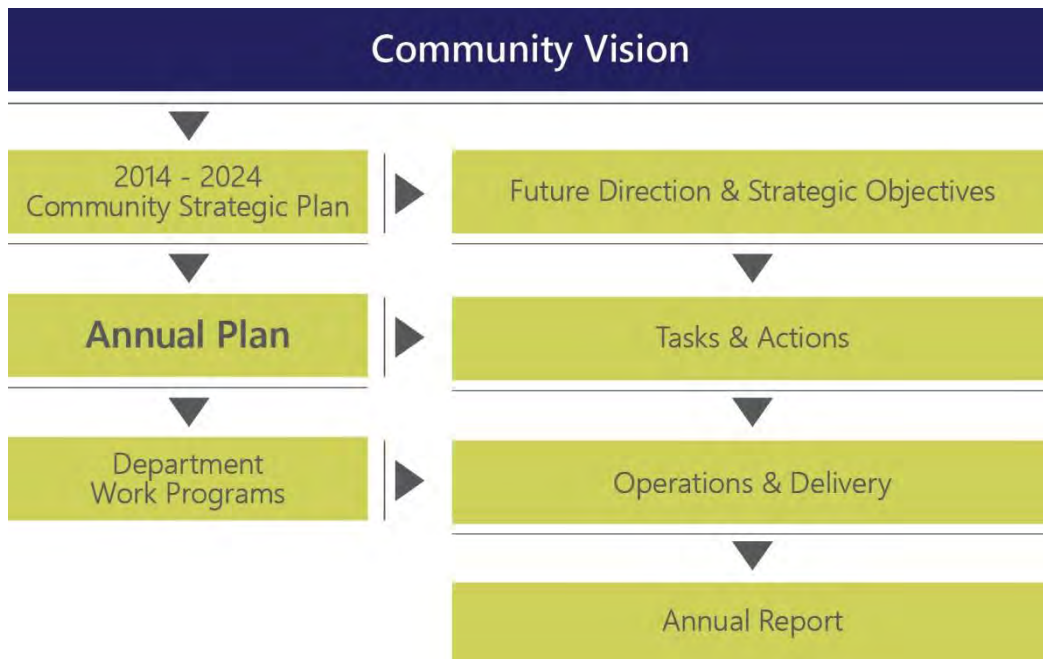 Community Vision
2014 - 2024
Community Strategic Plan
Future Direction & Strategic Objectives
Annual Plan
Tasks & Actions
Department
Work Programs
Operations & Delivery
Annual Report